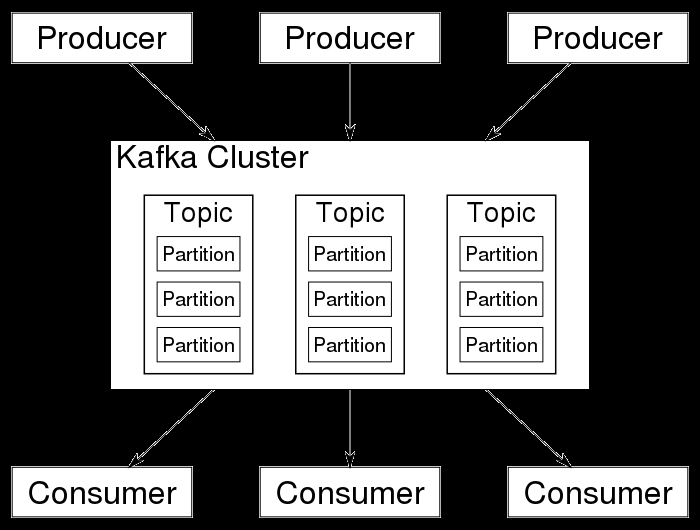 Producer Producer Producer
Kafka Cluster
Topic Topic Topic
Partition Partition Partition
Partition Partition Partition
Partition Partition Partition
Consumer Consumer Consumer